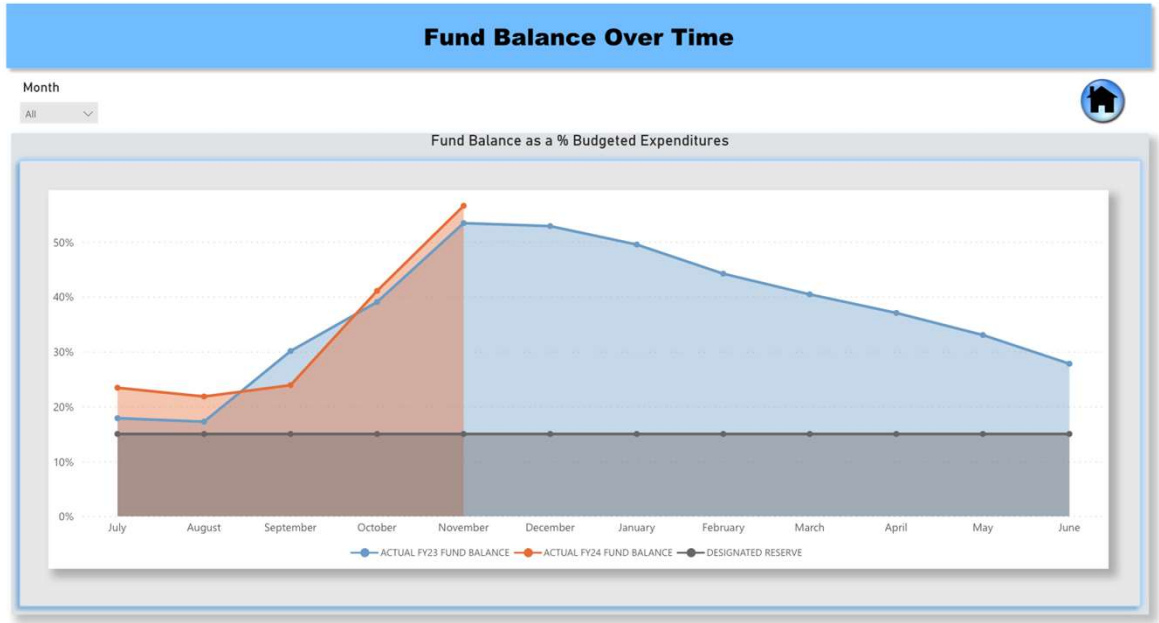 Fund Balance Over Time
Month
All
Fund Balance as a % Budgeted Expenditures
50%
40%
30%
20%
10%
0%
July August September October November December January February March April May June
ACTUAL FY23 FUND BALANCE ACTUAL FY24 FUND BALANCE DESIGNATED RESERVE